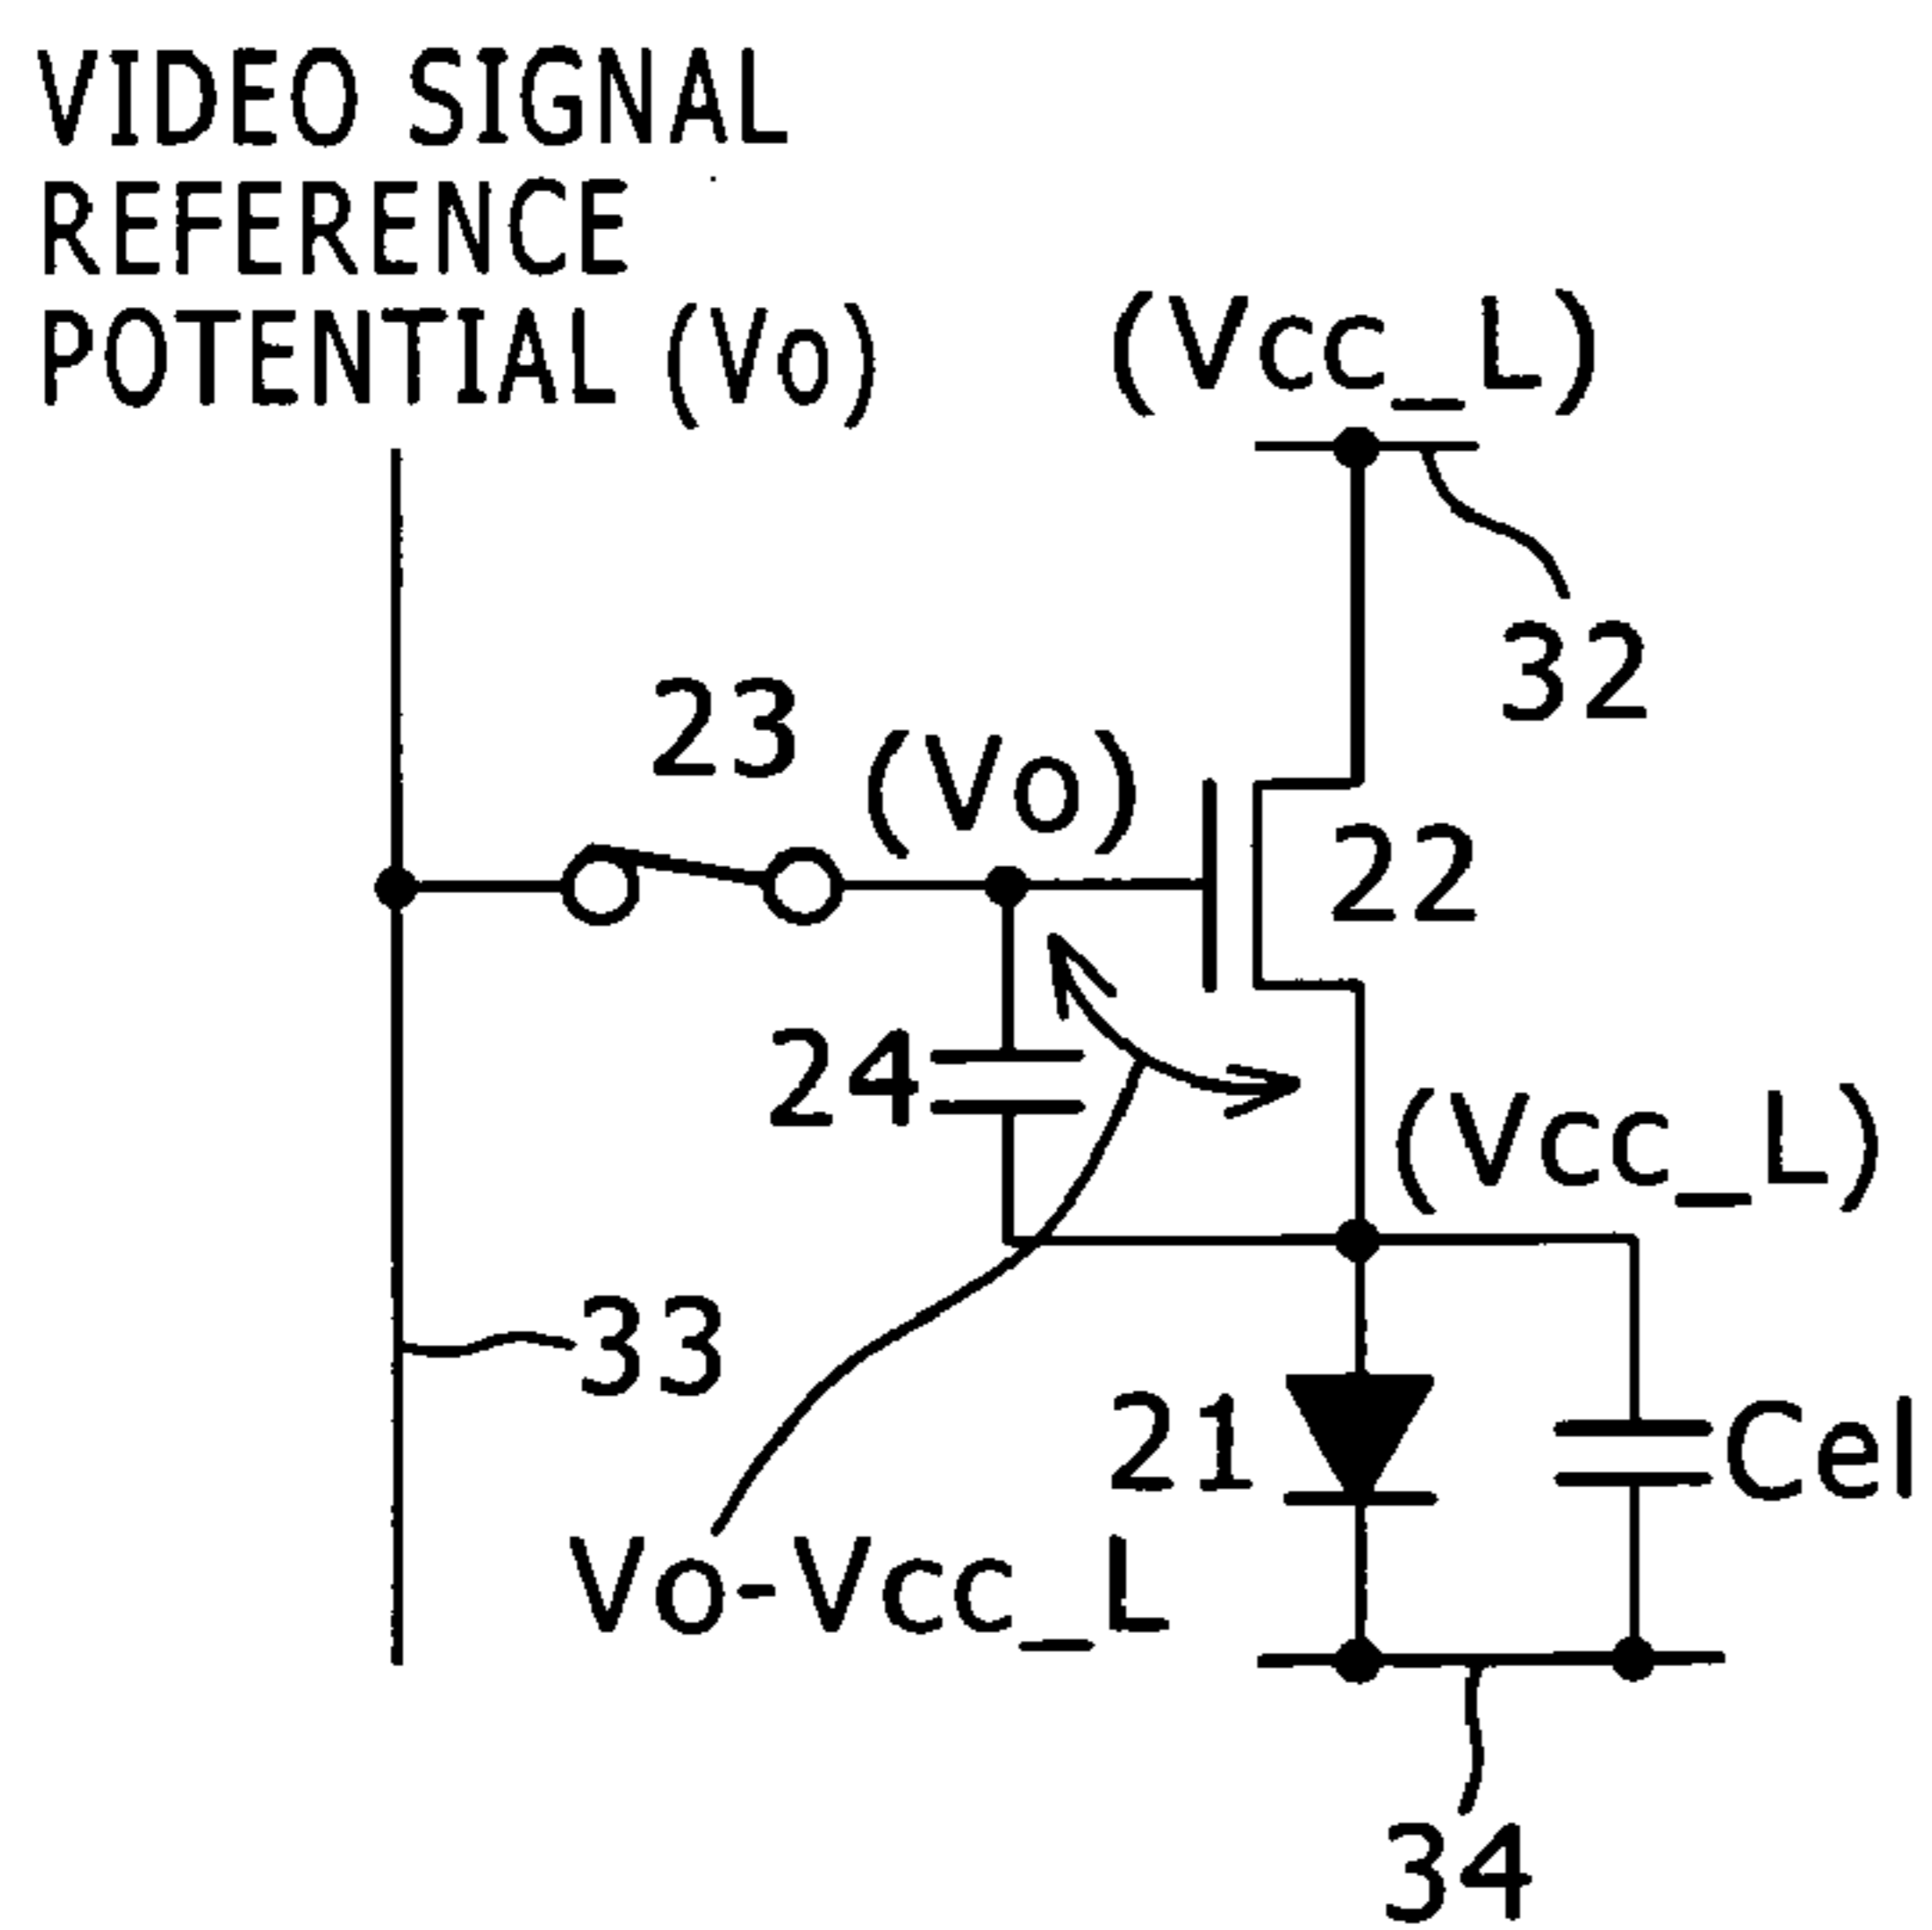 VIDEO SIGNAL
REFERENCE
POTENTIAL (Vo)
(Vcc_L)
32
23
(Vo)
22
24
(Vcc_L)
33
21
Cel
Vo-Vcc_L
34